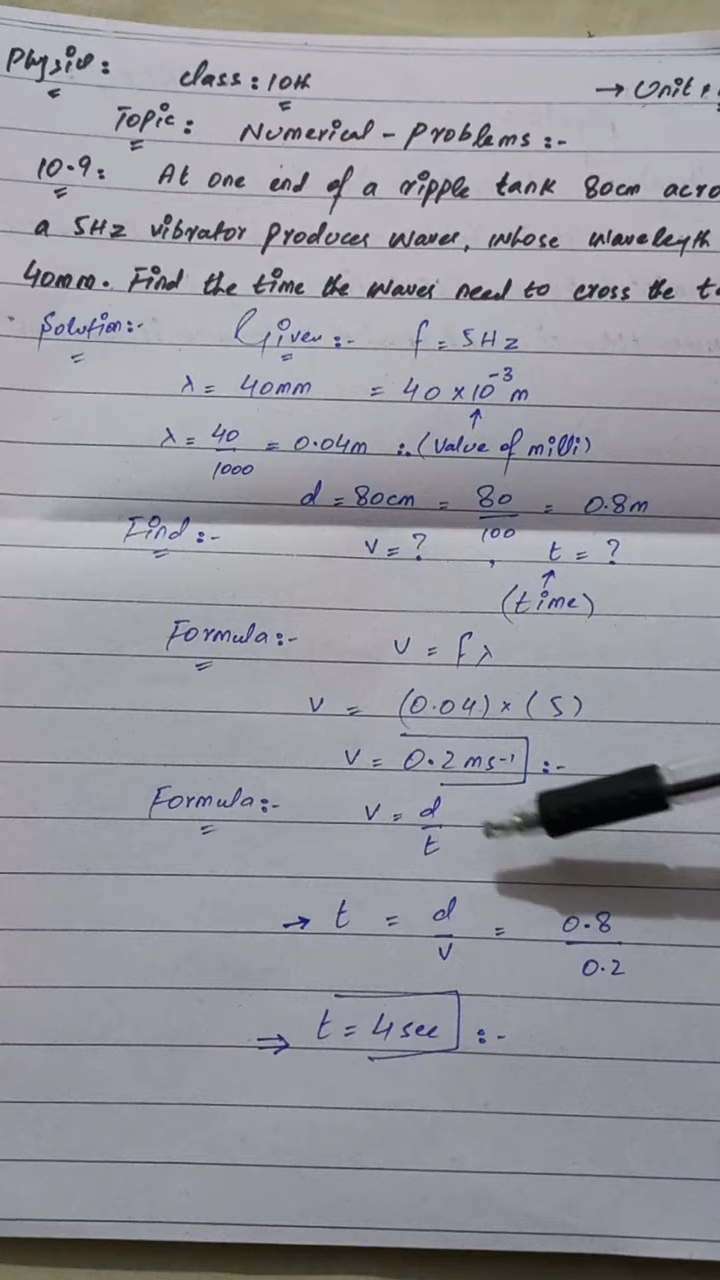 Physics: class: 10th → Unit
Topic: Numerical - Problems :-
10.9: At one end of a ripple tank 80cm acro
a 5Hz vibrator produces waves, whose wavelength
40mm. Find the time the waves need to cross the t
Solution:- Given :- f = 5Hz
λ = 40mm = 40 × 10⁻³ m
↑
λ = 40/1000 = 0.04m ∴ (Value of milli)
d = 80cm = 80/100 = 0.8m
Find :- v = ? , t = ?
↑
(time)
Formula:- v = fλ
v = (0.04) × (5)
v = 0.2 ms⁻¹ :-
Formula:- v = d/t
→ t = d/v = 0.8/0.2
⇒ t = 4sec :-